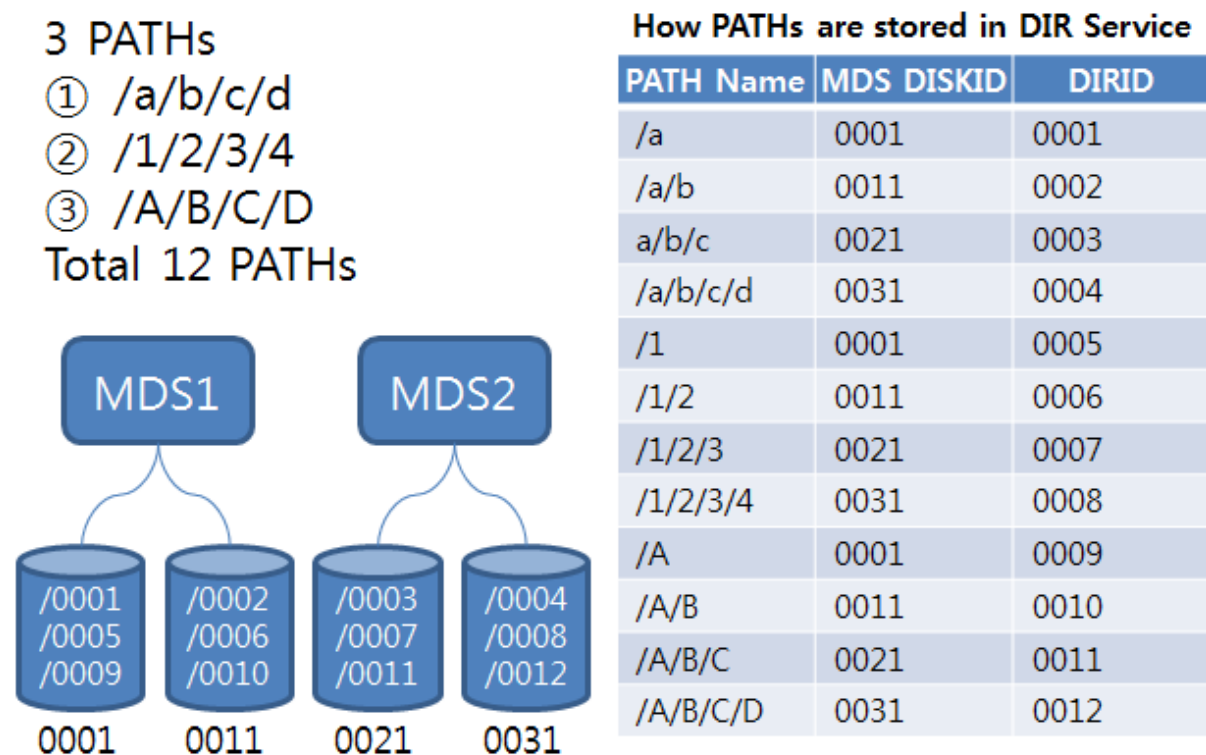 3 PATHs
① /a/b/c/d
② /1/2/3/4
③ /A/B/C/D
Total 12 PATHs
MDS1 MDS2
/0001 /0002 /0003 /0004
/0005 /0006 /0007 /0008
/0009 /0010 /0011 /0012
0001 0011 0021 0031
How PATHs are stored in DIR Service
PATH Name MDS DISKID DIRID
/a 0001 0001
/a/b 0011 0002
a/b/c 0021 0003
/a/b/c/d 0031 0004
/1 0001 0005
/1/2 0011 0006
/1/2/3 0021 0007
/1/2/3/4 0031 0008
/A 0001 0009
/A/B 0011 0010
/A/B/C 0021 0011
/A/B/C/D 0031 0012